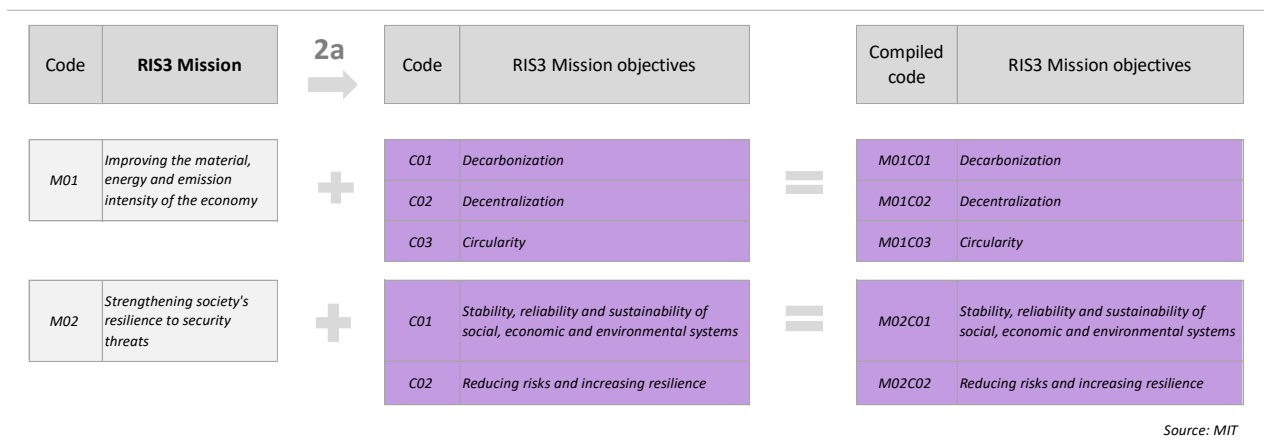 Code
RIS3 Mission
2a
Code
RIS3 Mission objectives
Compiled
code
RIS3 Mission objectives
M01
Improving the material,
energy and emission
intensity of the economy
C01
Decarbonization
C02
Decentralization
C03
Circularity
M01C01
Decarbonization
M01C02
Decentralization
M01C03
Circularity
M02
Strengthening society's
resilience to security
threats
C01
Stability, reliability and sustainability of
social, economic and environmental systems
C02
Reducing risks and increasing resilience
M02C01
Stability, reliability and sustainability of
social, economic and environmental systems
M02C02
Reducing risks and increasing resilience
Source: MIT